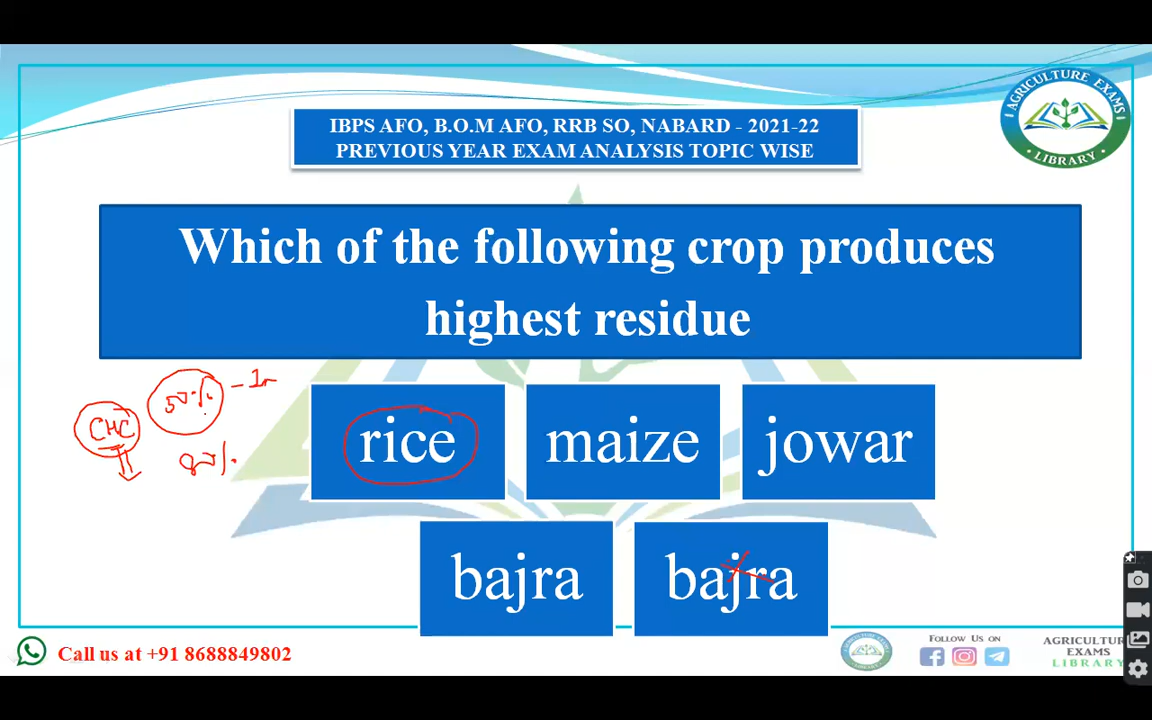 AGRICULTURE EXAMS
LIBRARY
IBPS AFO, B.O.M AFO, RRB SO, NABARD - 2021-22
PREVIOUS YEAR EXAM ANALYSIS TOPIC WISE
Which of the following crop produces
highest residue
CHC
50%
80%
rice
maize
jowar
bajra
bajra
Call us at +91 8688849802
FOLLOW US ON
AGRICULTURE
EXAMS
LIBRARY